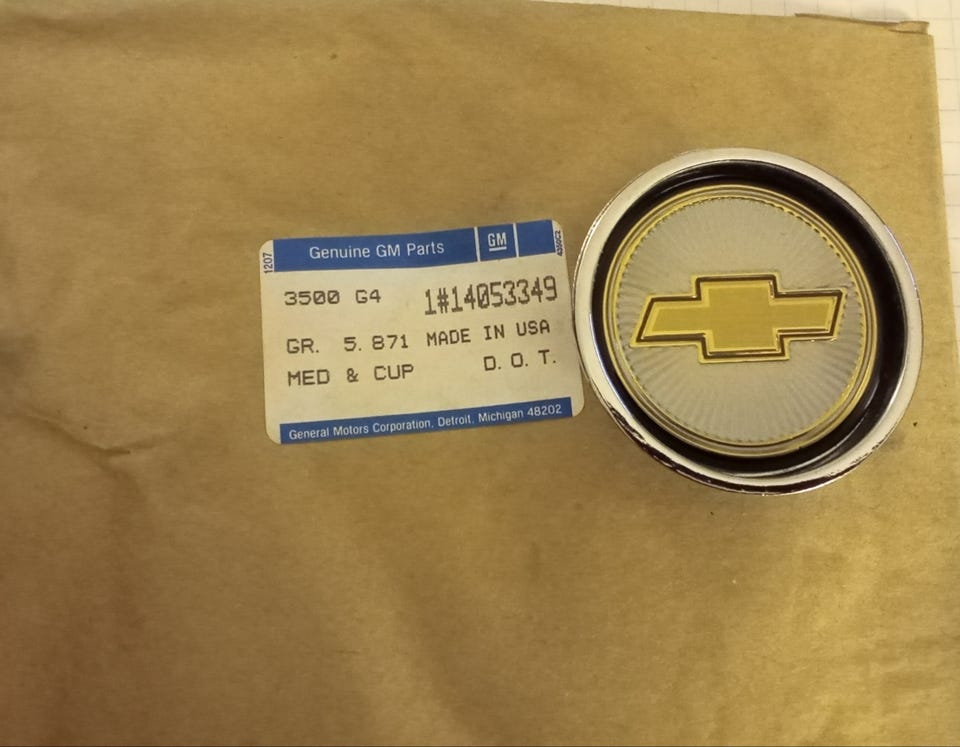 1207
Genuine GM Parts GM
3500 G4 1#14053349
GR. 5.871 MADE IN USA
MED & CUP D.O.T.
General Motors Corporation, Detroit, Michigan 48202